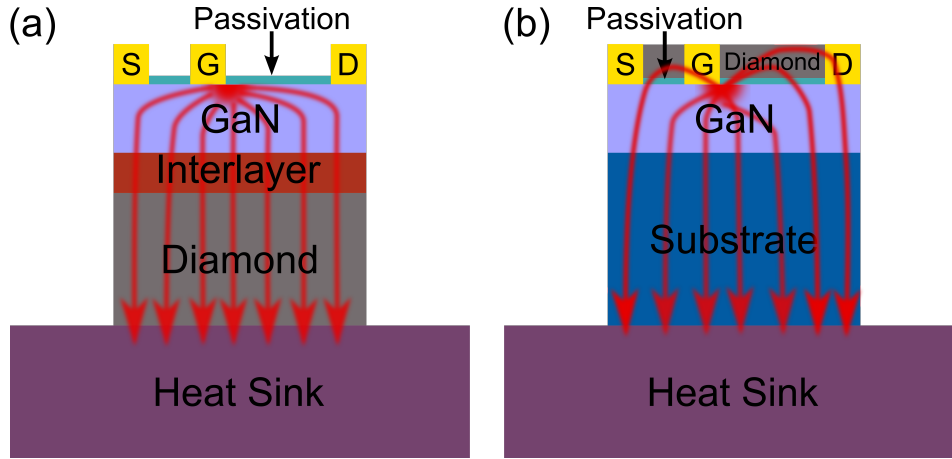 (a)
Passivation
S
G
D
GaN
Interlayer
Diamond
Heat Sink
(b)
Passivation
S
G
Diamond
D
GaN
Substrate
Heat Sink